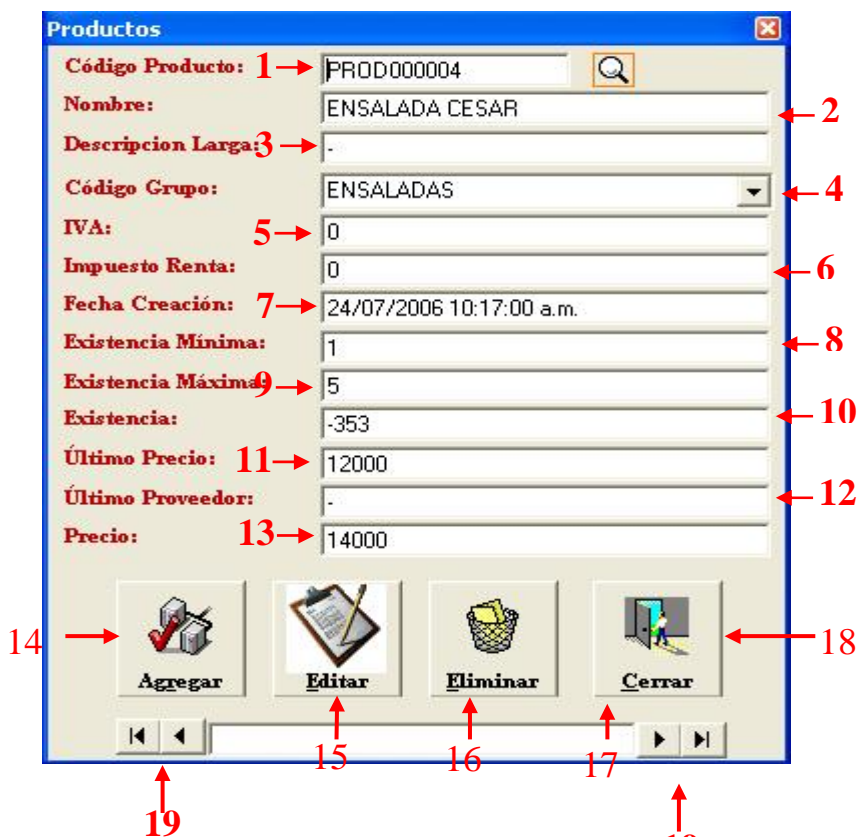 Productos
Código Producto: 1 PROD000004
Nombre: ENSALADA CESAR 2
Descripcion Larga: 3 -
Código Grupo: ENSALADAS 4
IVA: 5 0
Impuesto Renta: 0 6
Fecha Creación: 7 24/07/2006 10:17:00 a.m.
Existencia Mínima: 1 8
Existencia Máxima: 9 5
Existencia: -353 10
Último Precio: 11 12000
Último Proveedor: - 12
Precio: 13 14000
14 18
Agregar Editar Eliminar Cerrar
15 16 17
19